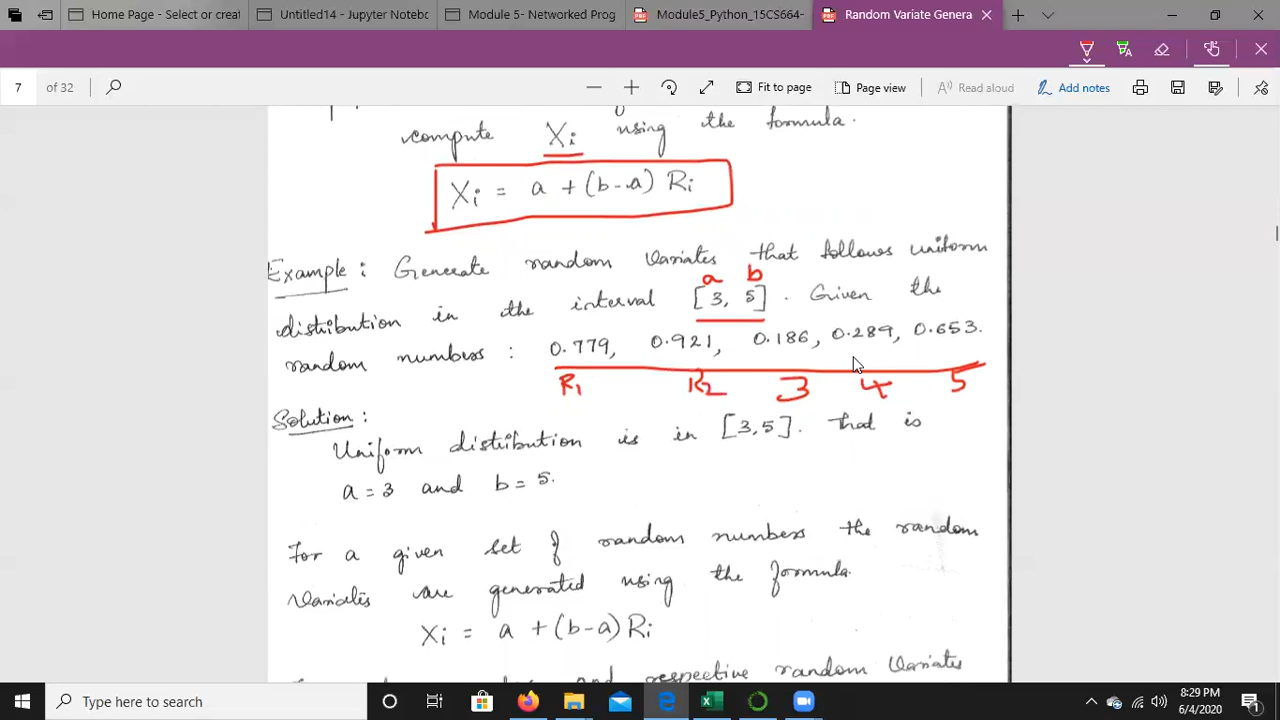 Home Page - Select or creat
Untitled14 - Jupyter Noteb
Module 5- Networked Prog
Module5_Python_15CS664-
Random Variate Genera
7 of 32
Fit to page
Page view
Read aloud
Add notes
compute Xi using the formula.
Xi = a + (b-a) Ri
Example: Generate random variates that follows uniform
a b
distribution in the interval [3, 5]. Given the
random numbers : 0.779, 0.921, 0.186, 0.289, 0.653.
R1 R2 3 4 5
Solution:
Uniform distribution is in [3,5]. That is
a = 3 and b = 5.
For a given set of random numbers the random
variates are generated using the formula.
Xi = a + (b-a) Ri
and respective random variates
Type here to search
8:29 PM
6/4/2020